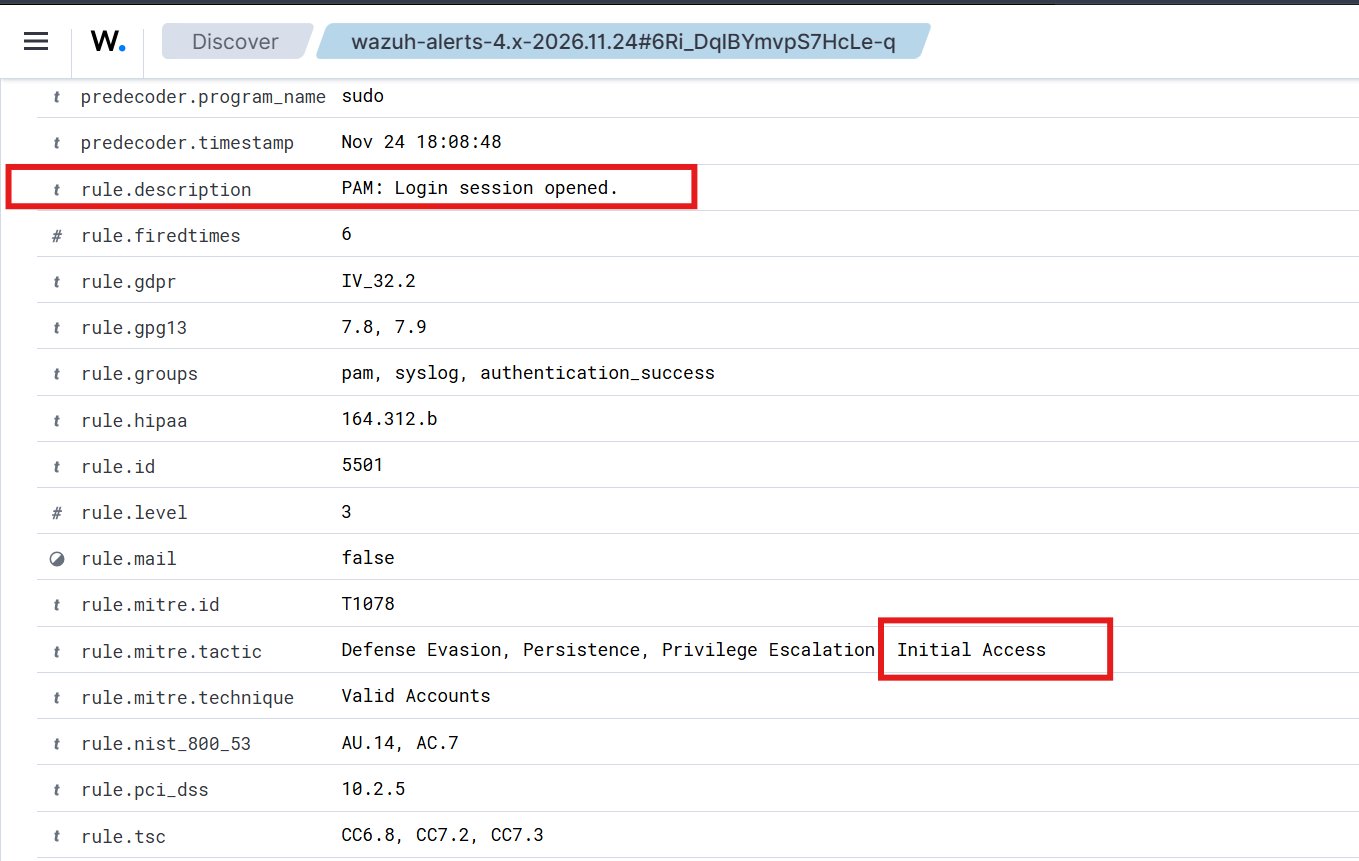 W. Discover wazuh-alerts-4.x-2026.11.24#6Ri_DqIBYmvpS7HcLe-q
t predecoder.program_name sudo
t predecoder.timestamp Nov 24 18:08:48
t rule.description PAM: Login session opened.
# rule.firedtimes 6
t rule.gdpr IV_32.2
t rule.gpg13 7.8, 7.9
t rule.groups pam, syslog, authentication_success
t rule.hipaa 164.312.b
t rule.id 5501
# rule.level 3
rule.mail false
t rule.mitre.id T1078
t rule.mitre.tactic Defense Evasion, Persistence, Privilege Escalation Initial Access
t rule.mitre.technique Valid Accounts
t rule.nist_800_53 AU.14, AC.7
t rule.pci_dss 10.2.5
t rule.tsc CC6.8, CC7.2, CC7.3